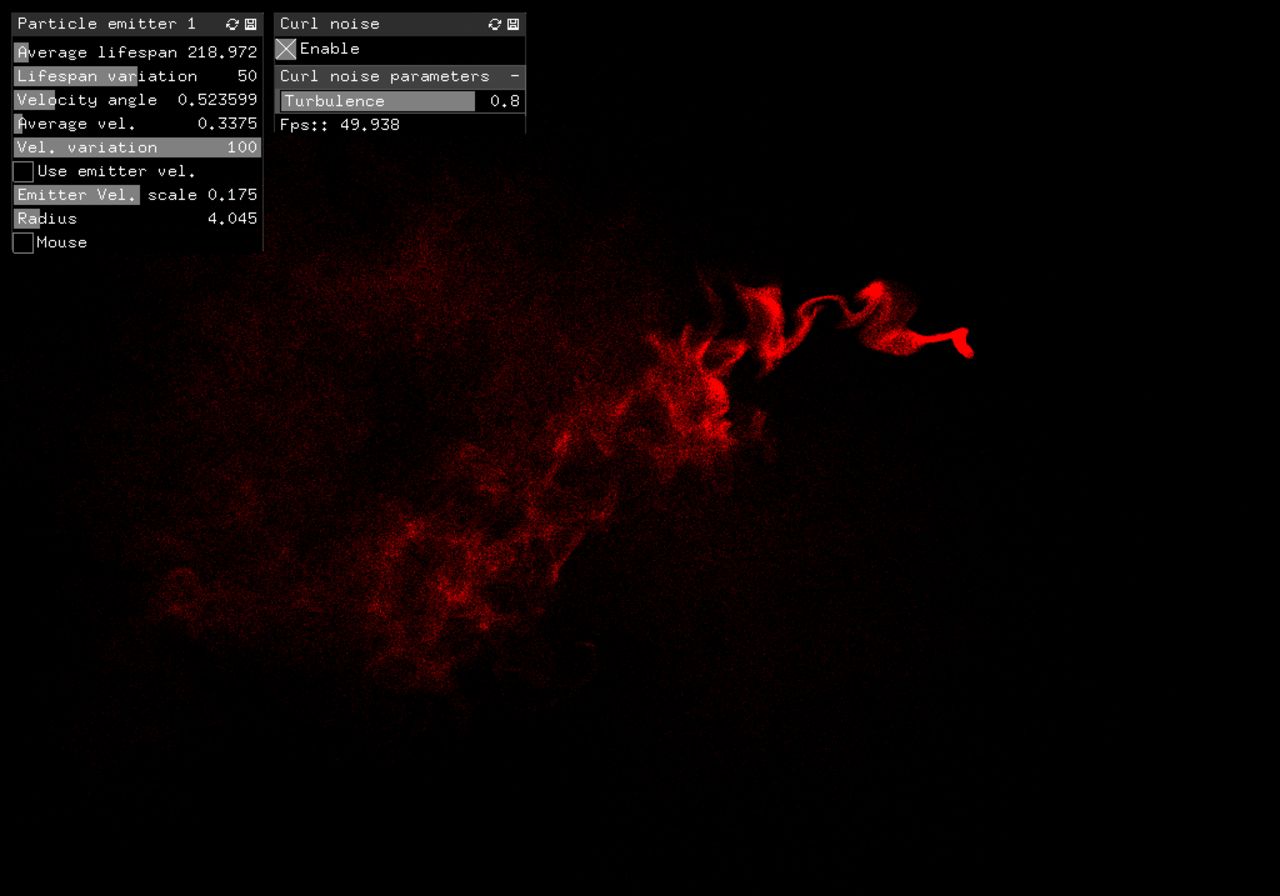 Particle emitter 1
Average lifespan 218.972
Lifespan variation 50
Velocity angle 0.523599
Average vel. 0.3375
Vel. variation 100
Use emitter vel.
Emitter Vel. scale 0.175
Radius 4.045
Mouse
Curl noise
Enable
Curl noise parameters -
Turbulence 0.8
Fps:: 49.938